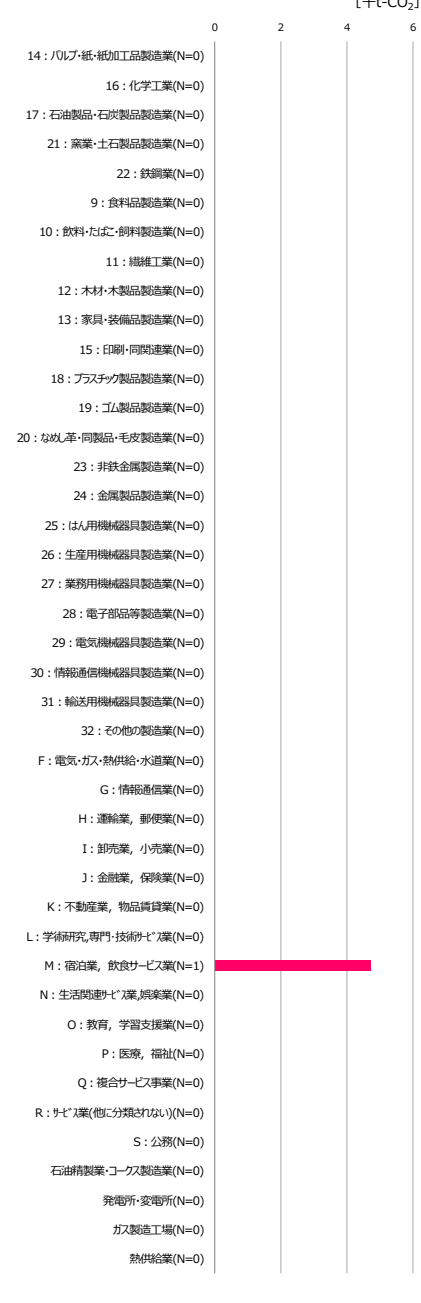 [千t-CO2]
0 2 4 6
14：パルプ・紙・紙加工品製造業(N=0)
16：化学工業(N=0)
17：石油製品・石炭製品製造業(N=0)
21：窯業・土石製品製造業(N=0)
22：鉄鋼業(N=0)
9：食料品製造業(N=0)
10：飲料・たばこ・飼料製造業(N=0)
11：繊維工業(N=0)
12：木材・木製品製造業(N=0)
13：家具・装備品製造業(N=0)
15：印刷・同関連業(N=0)
18：プラスチック製品製造業(N=0)
19：ゴム製品製造業(N=0)
20：なめし革・同製品・毛皮製造業(N=0)
23：非鉄金属製造業(N=0)
24：金属製品製造業(N=0)
25：はん用機械器具製造業(N=0)
26：生産用機械器具製造業(N=0)
27：業務用機械器具製造業(N=0)
28：電子部品等製造業(N=0)
29：電気機械器具製造業(N=0)
30：情報通信機械器具製造業(N=0)
31：輸送用機械器具製造業(N=0)
32：その他の製造業(N=0)
F：電気・ガス・熱供給・水道業(N=0)
G：情報通信業(N=0)
H：運輸業，郵便業(N=0)
I：卸売業，小売業(N=0)
J：金融業，保険業(N=0)
K：不動産業，物品賃貸業(N=0)
L：学術研究,専門・技術ｻｰﾋﾞｽ業(N=0)
M：宿泊業，飲食サービス業(N=1)
N：生活関連ｻｰﾋﾞｽ業,娯楽業(N=0)
O：教育，学習支援業(N=0)
P：医療，福祉(N=0)
Q：複合サービス事業(N=0)
R：ｻｰﾋﾞｽ業(他に分類されない)(N=0)
S：公務(N=0)
石油精製業・コークス製造業(N=0)
発電所・変電所(N=0)
ガス製造工場(N=0)
熱供給業(N=0)